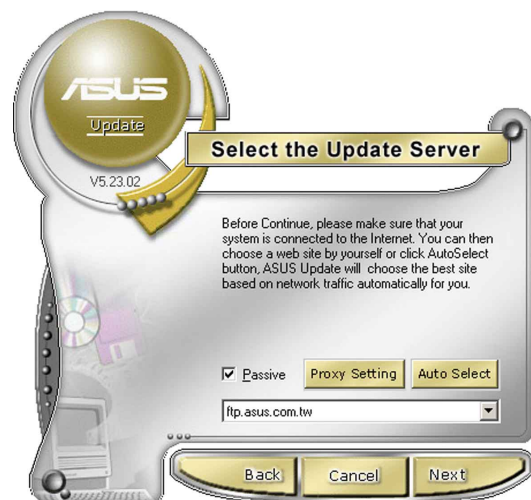 ASUS
Update
V5.23.02
Select the Update Server
Before Continue, please make sure that your
system is connected to the Internet. You can then
choose a web site by yourself or click AutoSelect
button, ASUS Update will  choose the best site
based on network traffic automatically for you.
Passive
Proxy Setting
Auto Select
ftp.asus.com.tw
Back
Cancel
Next